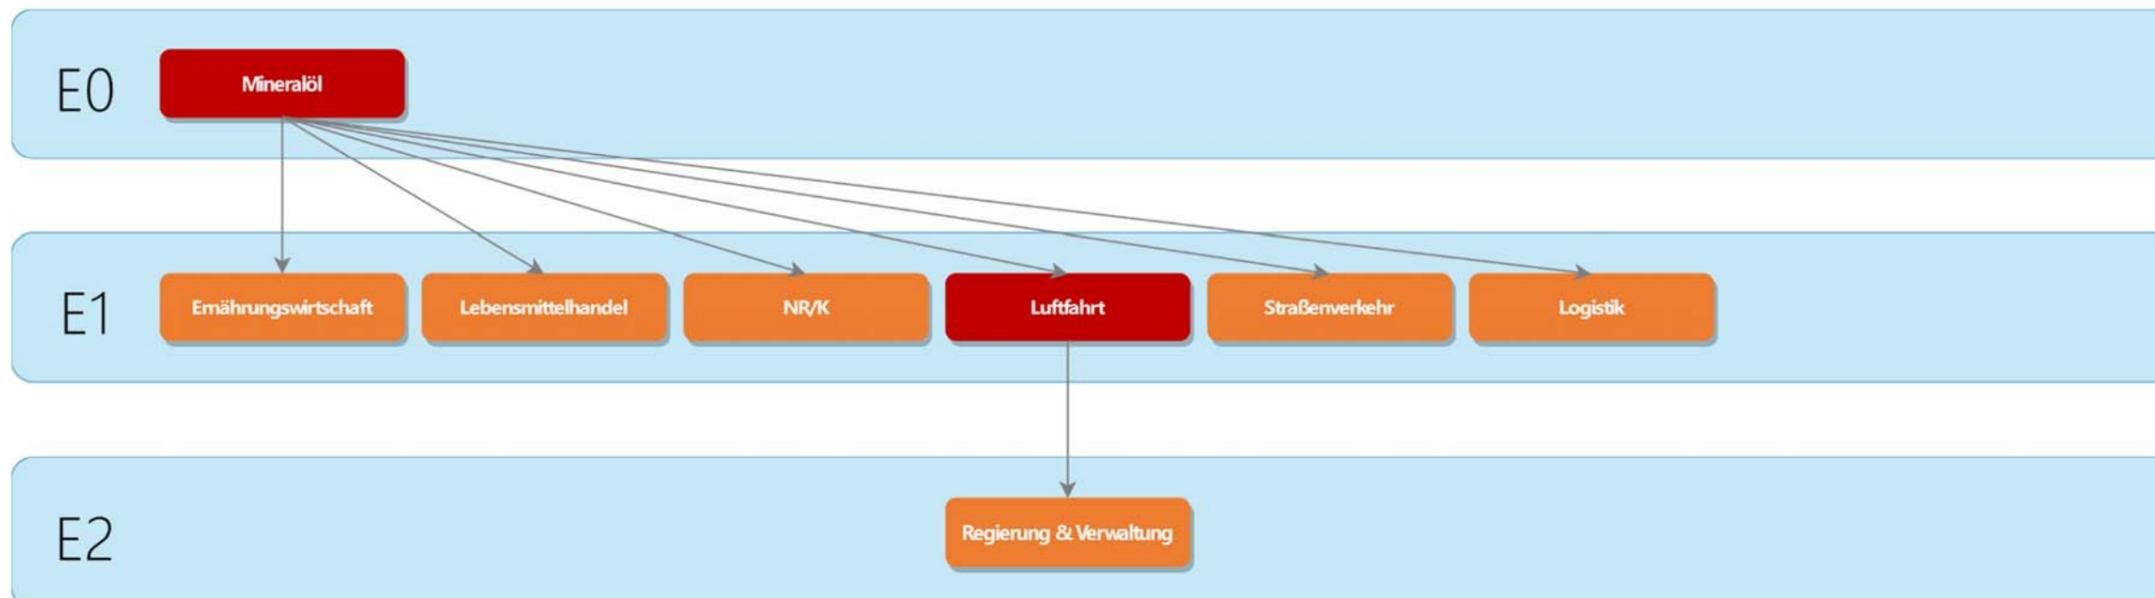 E0
Mineralöl
E1
Ernährungswirtschaft
Lebensmittelhandel
NR/K
Luftfahrt
Straßenverkehr
Logistik
E2
Regierung & Verwaltung